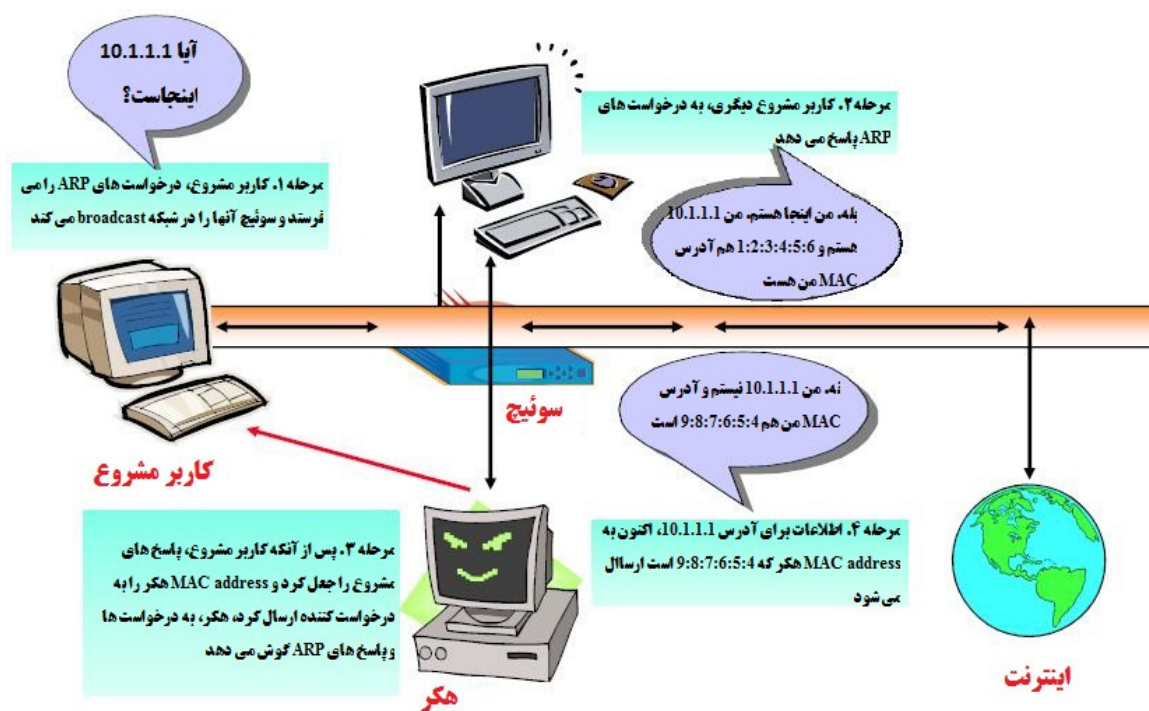 آیا 10.1.1.1
اینجاست؟
مرحله ۱. کاربر مشروع، درخواست های ARP را می
فرستد و سوئیچ آنها را در شبکه broadcast می کند
مرحله ۲. کاربر مشروع دیگری، به درخواست های
ARP پاسخ می دهد
بله، من اینجا هستم. من 10.1.1.1
هستم و 1:2:3:4:5:6 هم آدرس
MAC من هست
سوئیچ
کاربر مشروع
نه، من 10.1.1.1 نیستم و آدرس
MAC من هم 9:8:7:6:5:4 است
مرحله ۳. پس از آنکه کاربر مشروع، پاسخ های
مشروع را جعل کرد و MAC address هکر را به
درخواست کننده ارسال کرد، هکر، به درخواست ها
و پاسخ های ARP گوش می دهد
مرحله ۴. اطلاعات برای آدرس 10.1.1.1، اکنون به
MAC address هکر که 9:8:7:6:5:4 است ارساال
می شود
هکر
اینترنت